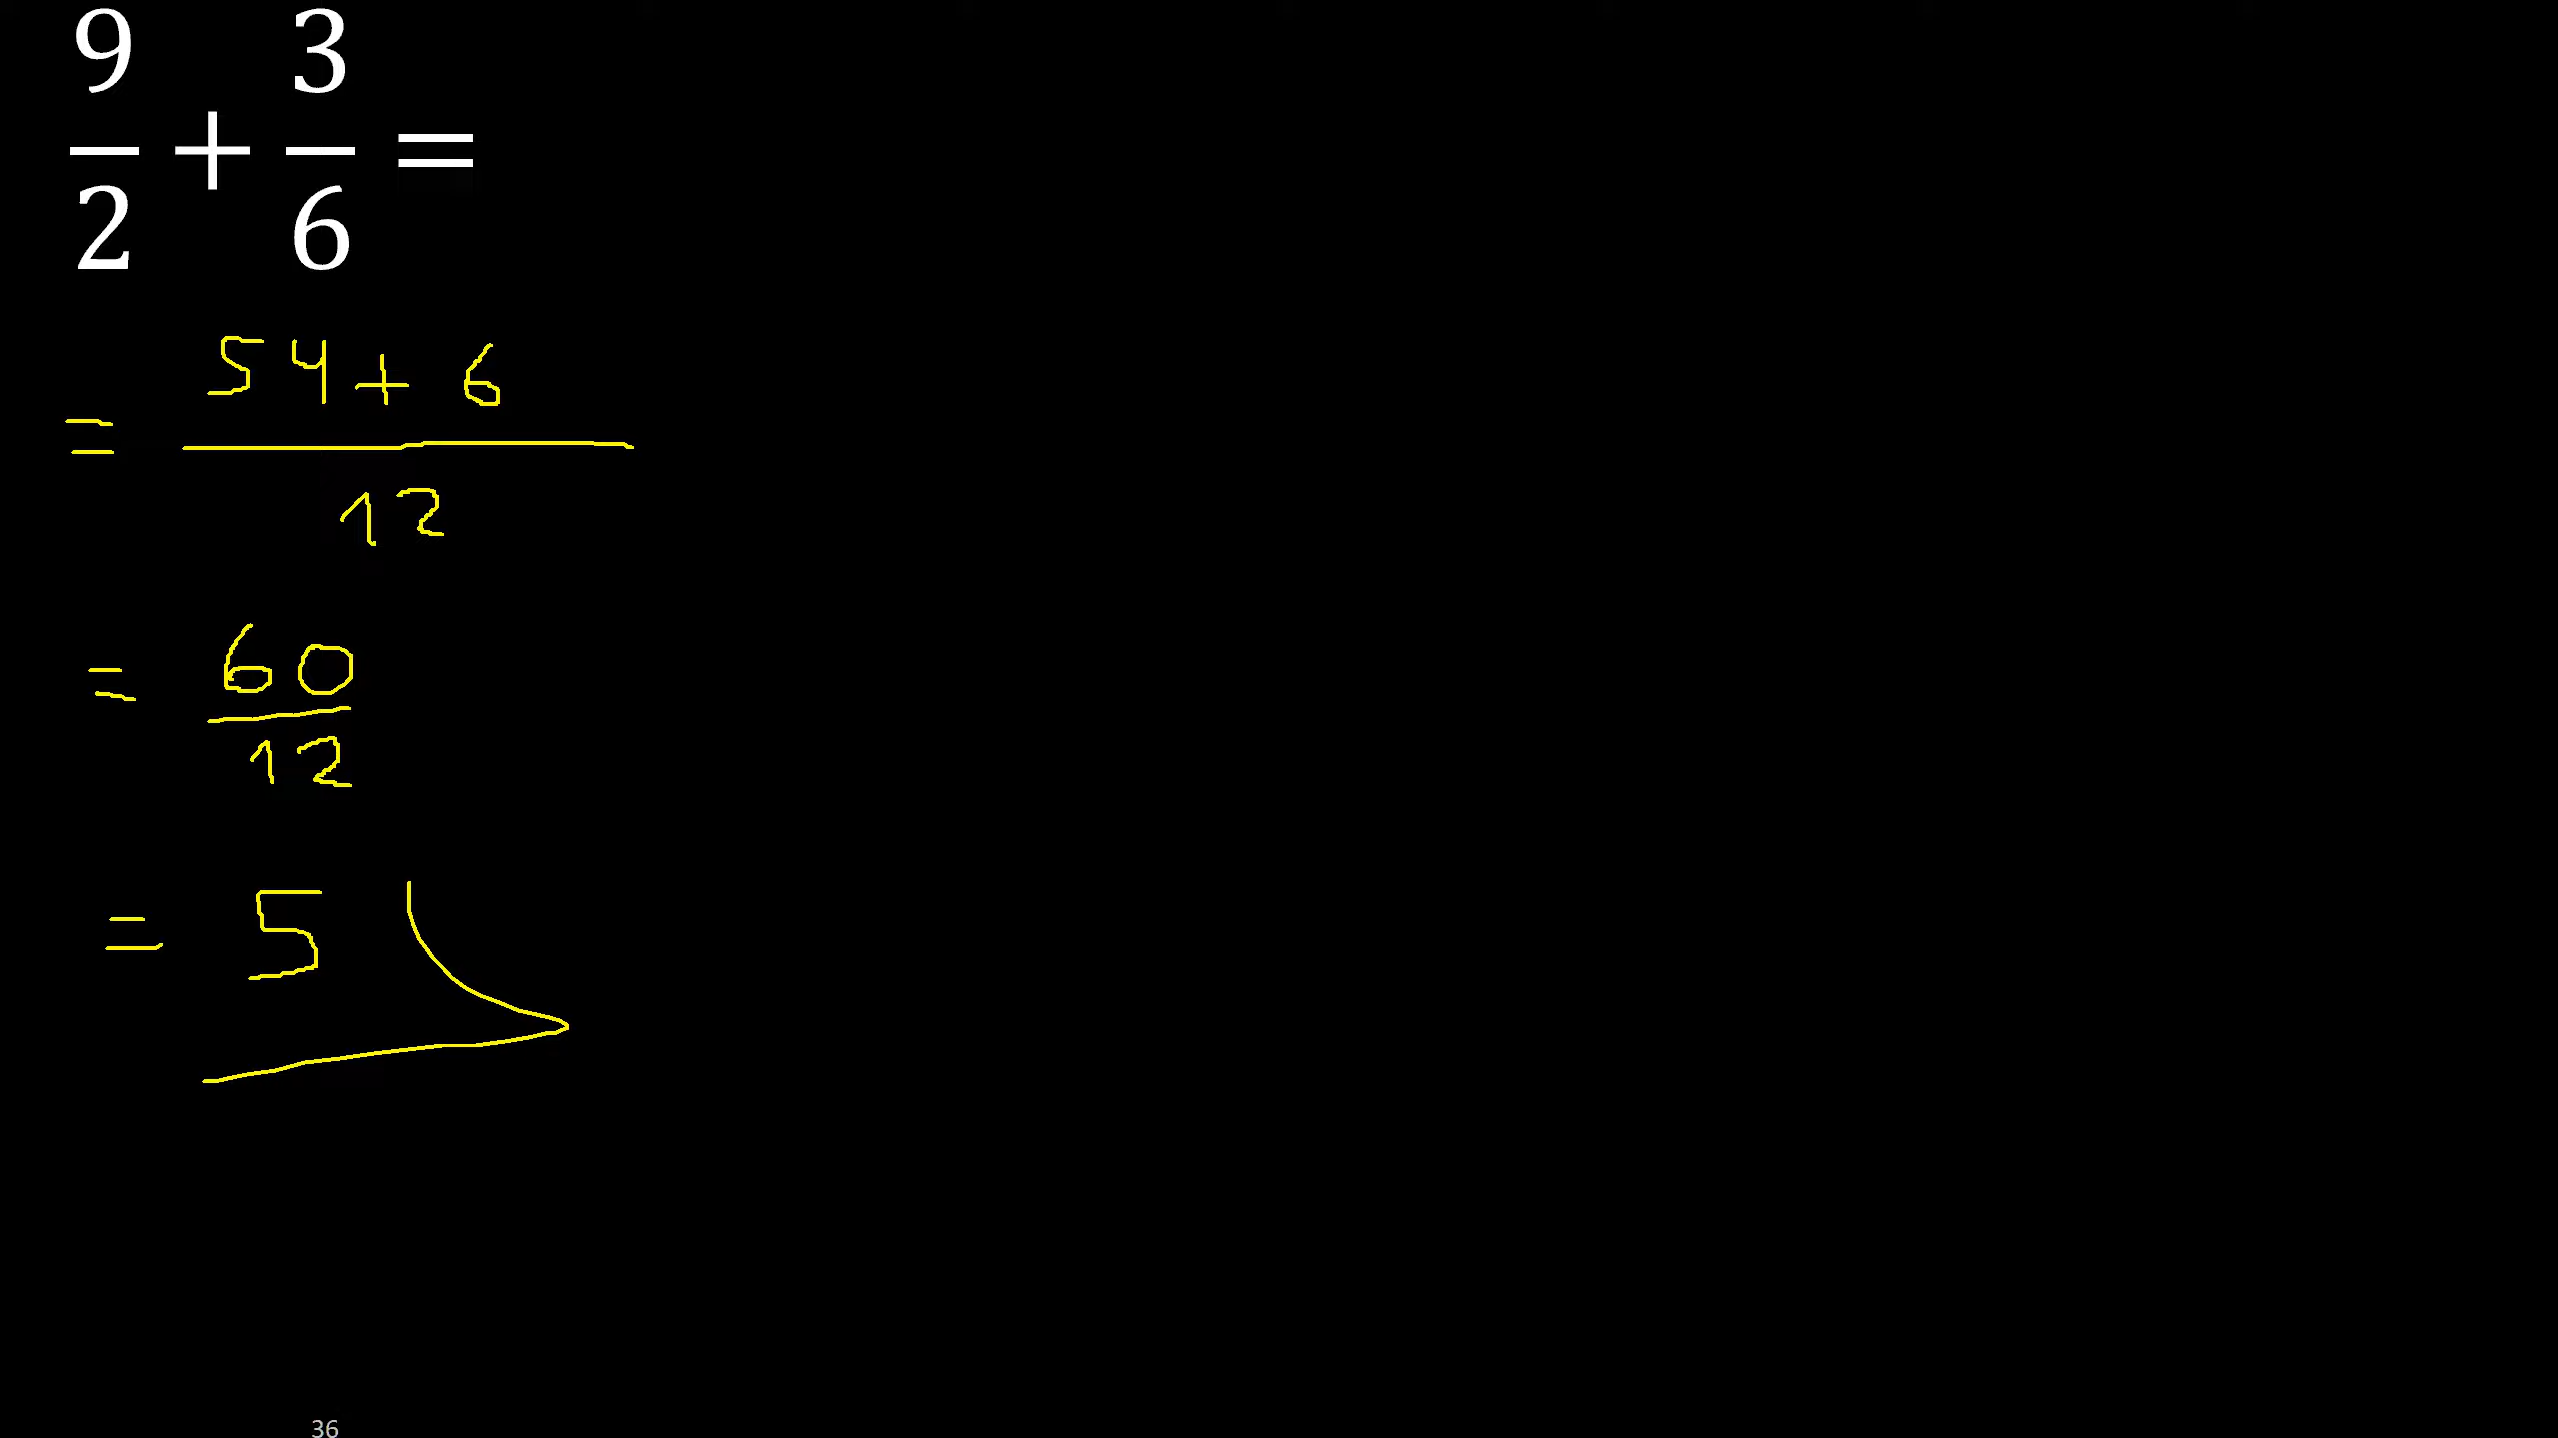 9/2 + 3/6 =
= (54 + 6)/12
= 60/12
= 5
36